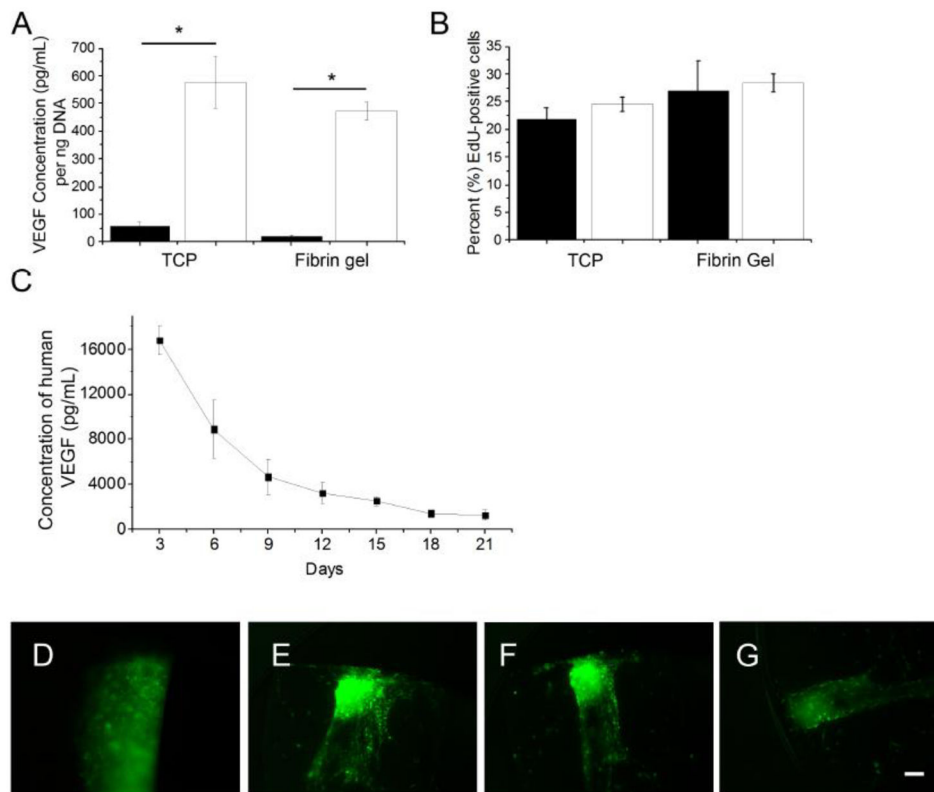 A
VEGF Concentration (pg/mL)
per ng DNA
700
600
500
400
300
200
100
0
*
*
TCP
Fibrin gel
B
Percent (%) EdU-positive cells
35
30
25
20
15
10
5
0
TCP
Fibrin Gel
C
Concentration of human
VEGF (pg/mL)
16000
12000
8000
4000
0
3 6 9 12 15 18 21
Days
D
E
F
G